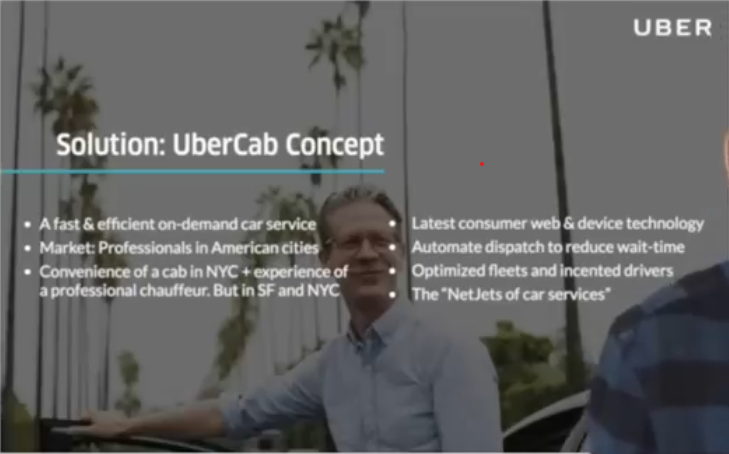 UBER
Solution: UberCab Concept
• A fast & efficient on-demand car service
• Market: Professionals in American cities
• Convenience of a cab in NYC + experience of
a professional chauffeur. But in SF and NYC
• Latest consumer web & device technology
• Automate dispatch to reduce wait-time
• Optimized fleets and incented drivers
• The "NetJets of car services"